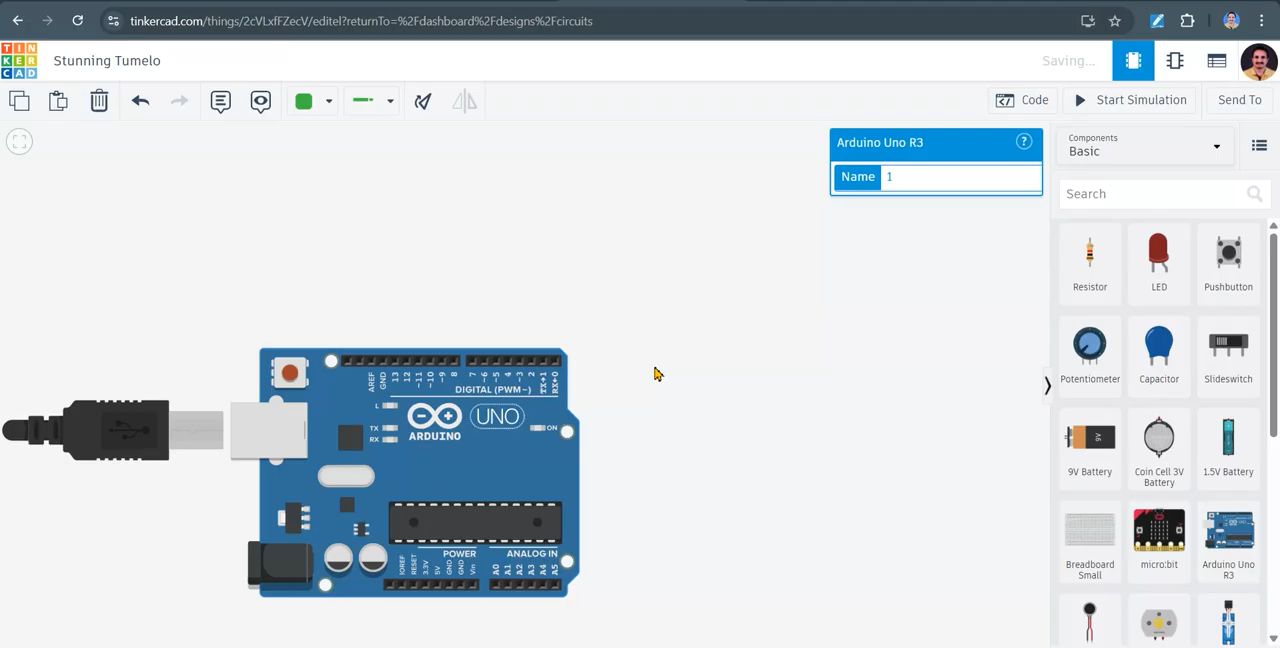 tinkercad.com/things/2cVLxfFZecV/editel?returnTo=%2Fdashboard%2Fdesigns%2Fcircuits
TIN
KER
CAD
Stunning Tumelo
Saving...
Code
Start Simulation
Send To
Arduino Uno R3
?
Name 1
Components
Basic
Search
Resistor
LED
Pushbutton
Potentiometer
Capacitor
Slideswitch
9V
9V Battery
Coin Cell 3V
Battery
1.5V Battery
Breadboard
Small
micro:bit
Arduino Uno
R3
AREF
GND
13
12
~11
~10
~9
8
7
~6
~5
4
~3
2
TX→1
RX←0
DIGITAL (PWM~)
L
TX
RX
UNO
ARDUINO
ON
POWER
ANALOG IN
IOREF
RESET
3.3V
5V
GND
GND
Vin
A0
A1
A2
A3
A4
A5